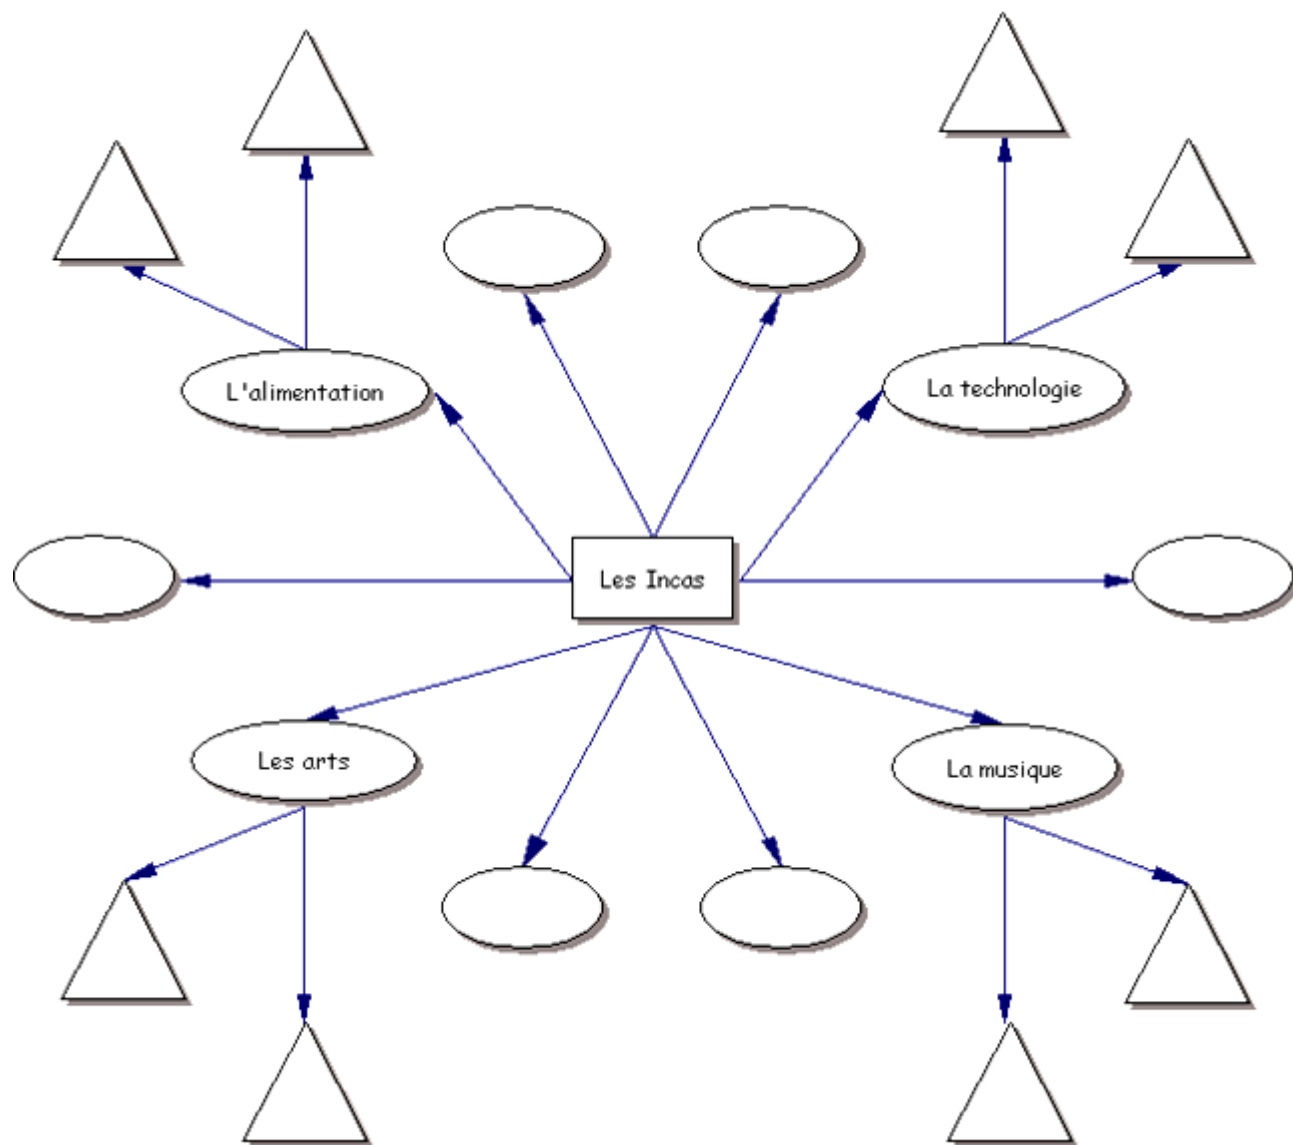 L'alimentation
La technologie
Les Incas
Les arts
La musique